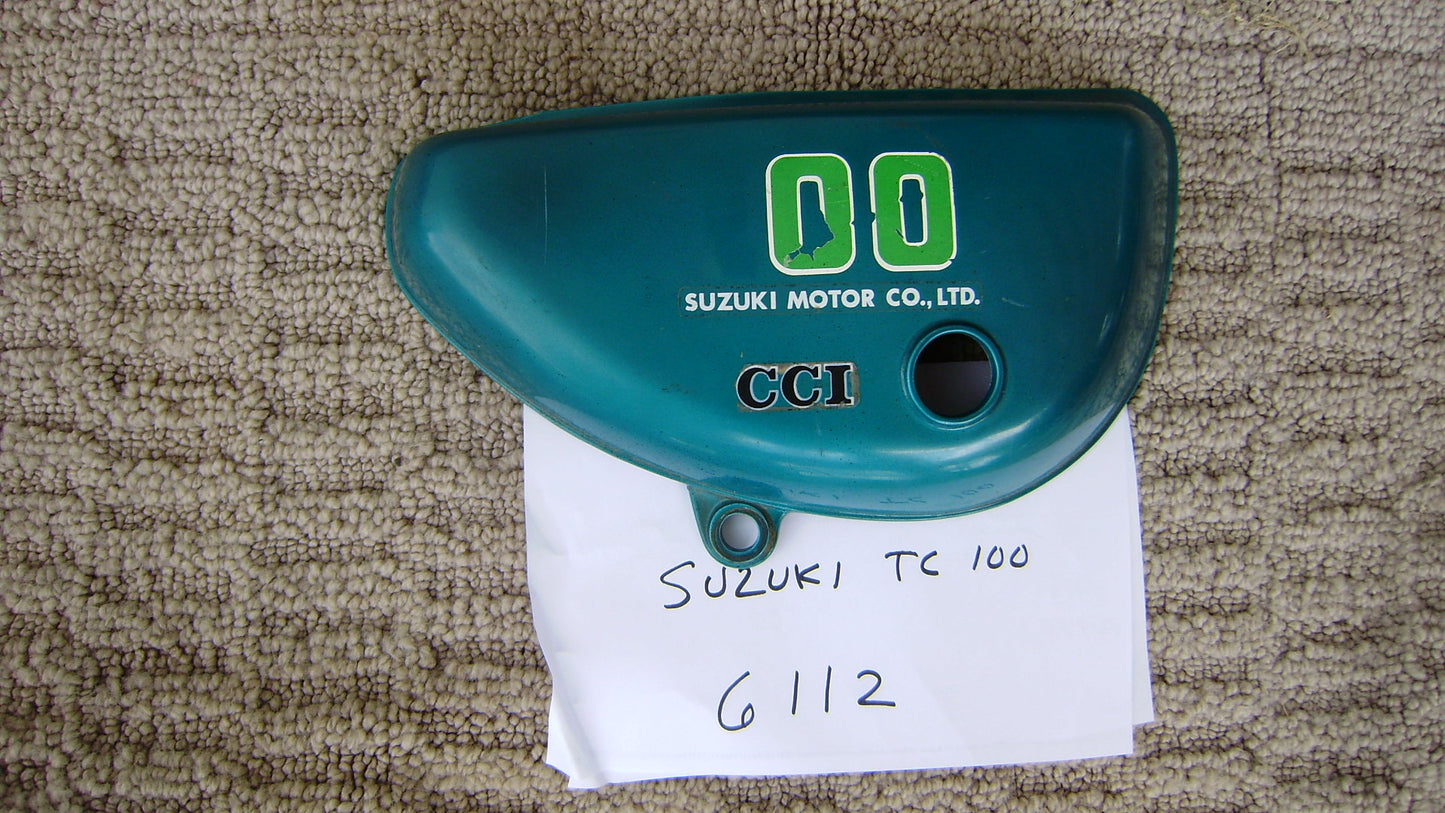 00
SUZUKI MOTOR CO., LTD.
CCI
SUZUKI TC 100
6112